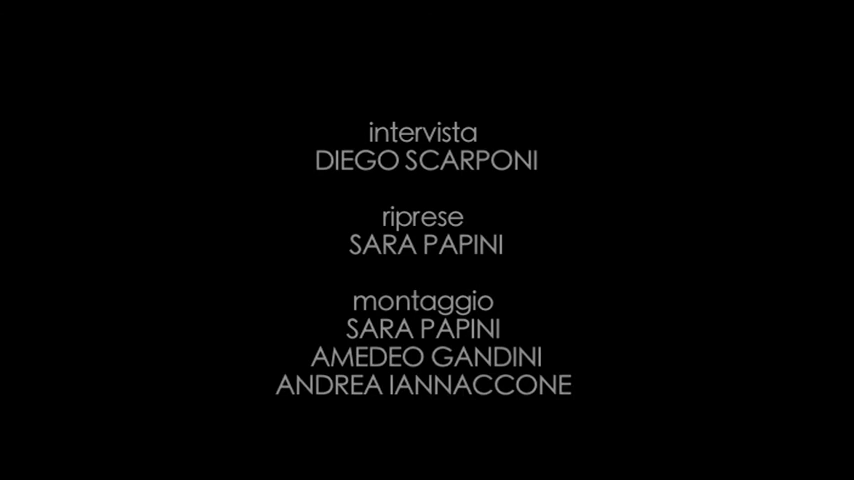 intervista
DIEGO SCARPONI
riprese
SARA PAPINI
montaggio
SARA PAPINI
AMEDEO GANDINI
ANDREA IANNACCONE